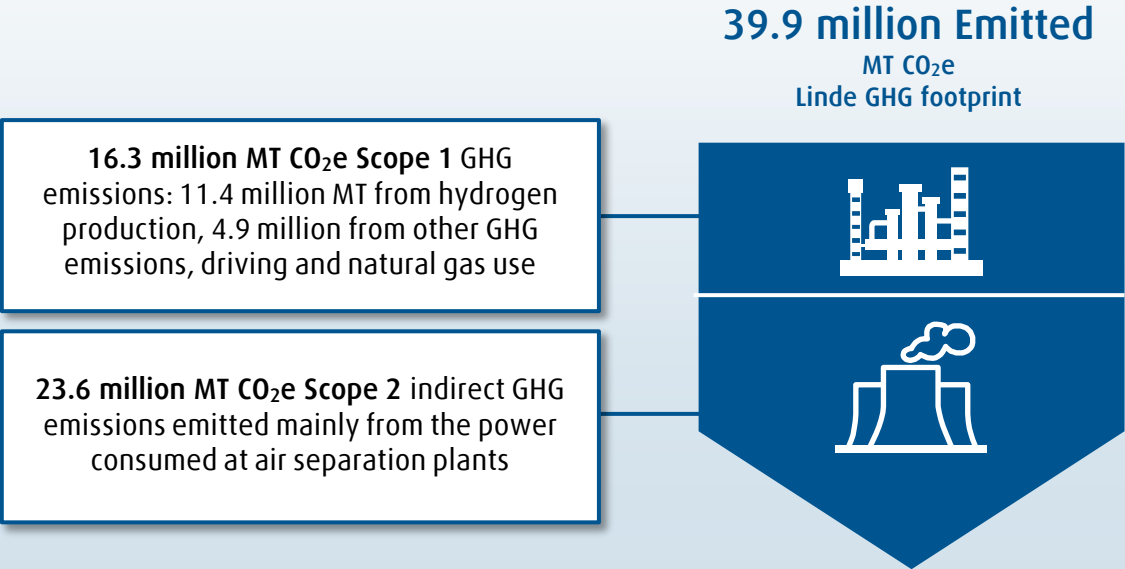 39.9 million Emitted
MT CO₂e
Linde GHG footprint
16.3 million MT CO₂e Scope 1 GHG
emissions: 11.4 million MT from hydrogen
production, 4.9 million from other GHG
emissions, driving and natural gas use
23.6 million MT CO₂e Scope 2 indirect GHG
emissions emitted mainly from the power
consumed at air separation plants